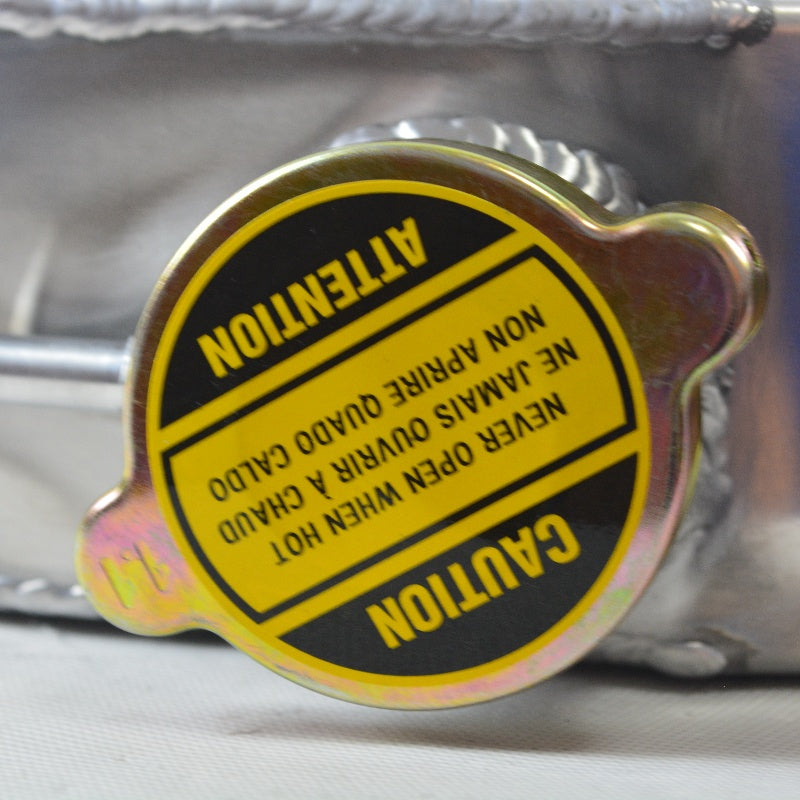 CAUTION
NEVER OPEN WHEN HOT
NE JAMAIS OUVRIR À CHAUD
NON APRIRE QUADO CALDO
ATTENTION
1.1